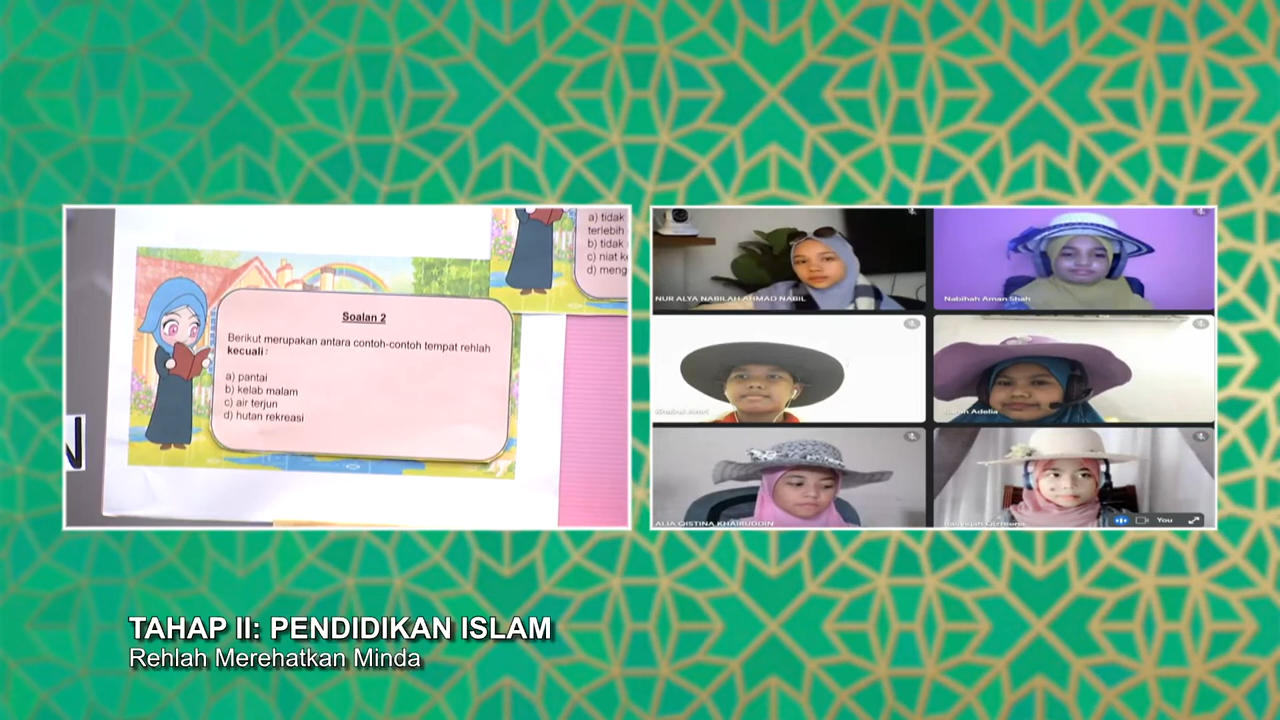 Soalan 2
Berikut merupakan antara contoh-contoh tempat rehlah
kecuali :
a) pantai
b) kelab malam
c) air terjun
d) hutan rekreasi
a) tidak
terlebih
b) tidak
c) niat
d) meng
N
NUR ALYA NABILAH AHMAD NABIL
Nabihah Aman Shah
Adelia
ALIA QISTINA KHAIRUDDIN
You
TAHAP II: PENDIDIKAN ISLAM
Rehlah Merehatkan Minda